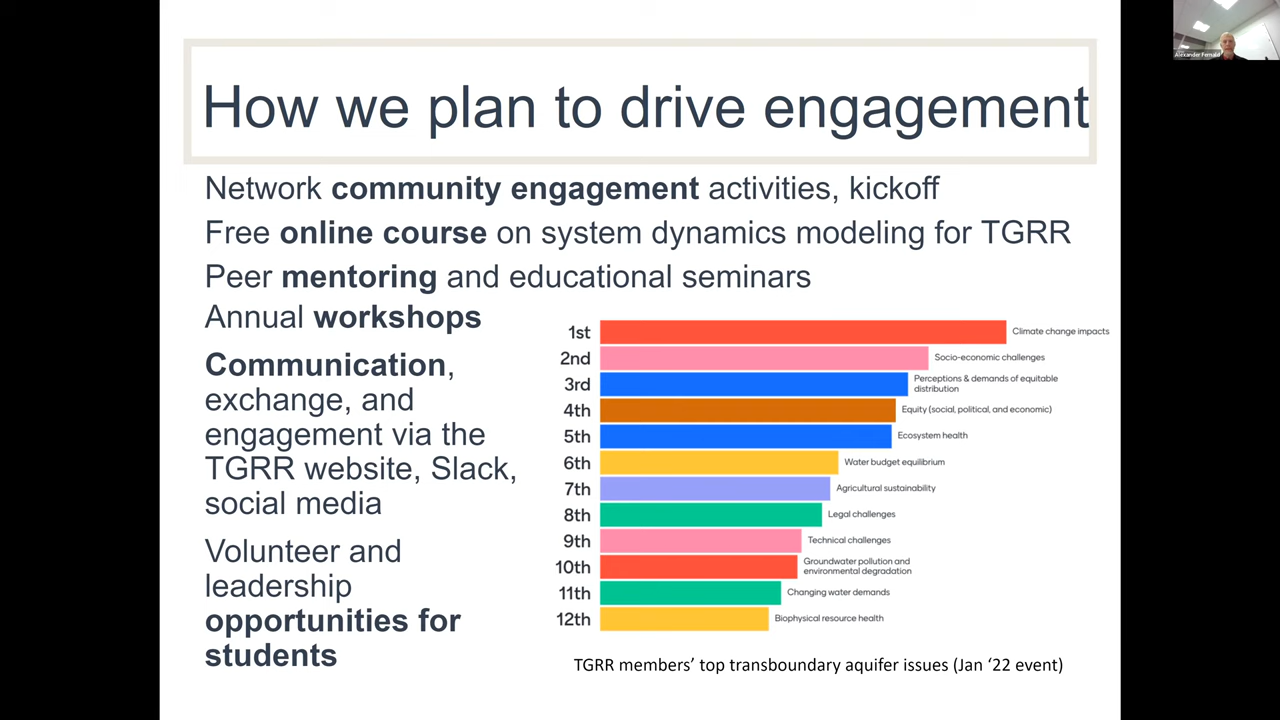 How we plan to drive engagement
Network community engagement activities, kickoff
Free online course on system dynamics modeling for TGRR
Peer mentoring and educational seminars
Annual workshops
Communication,
exchange, and
engagement via the
TGRR website, Slack,
social media
Volunteer and
leadership
opportunities for
students
1st Climate change impacts
2nd Socio-economic challenges
3rd Perceptions & demands of equitable
distribution
4th Equity (social, political, and economic)
5th Ecosystem health
6th Water budget equilibrium
7th Agricultural sustainability
8th Legal challenges
9th Technical challenges
10th Groundwater pollution and
environmental degradation
11th Changing water demands
12th Biophysical resource health
TGRR members’ top transboundary aquifer issues (Jan ‘22 event)
Alexander Fernald